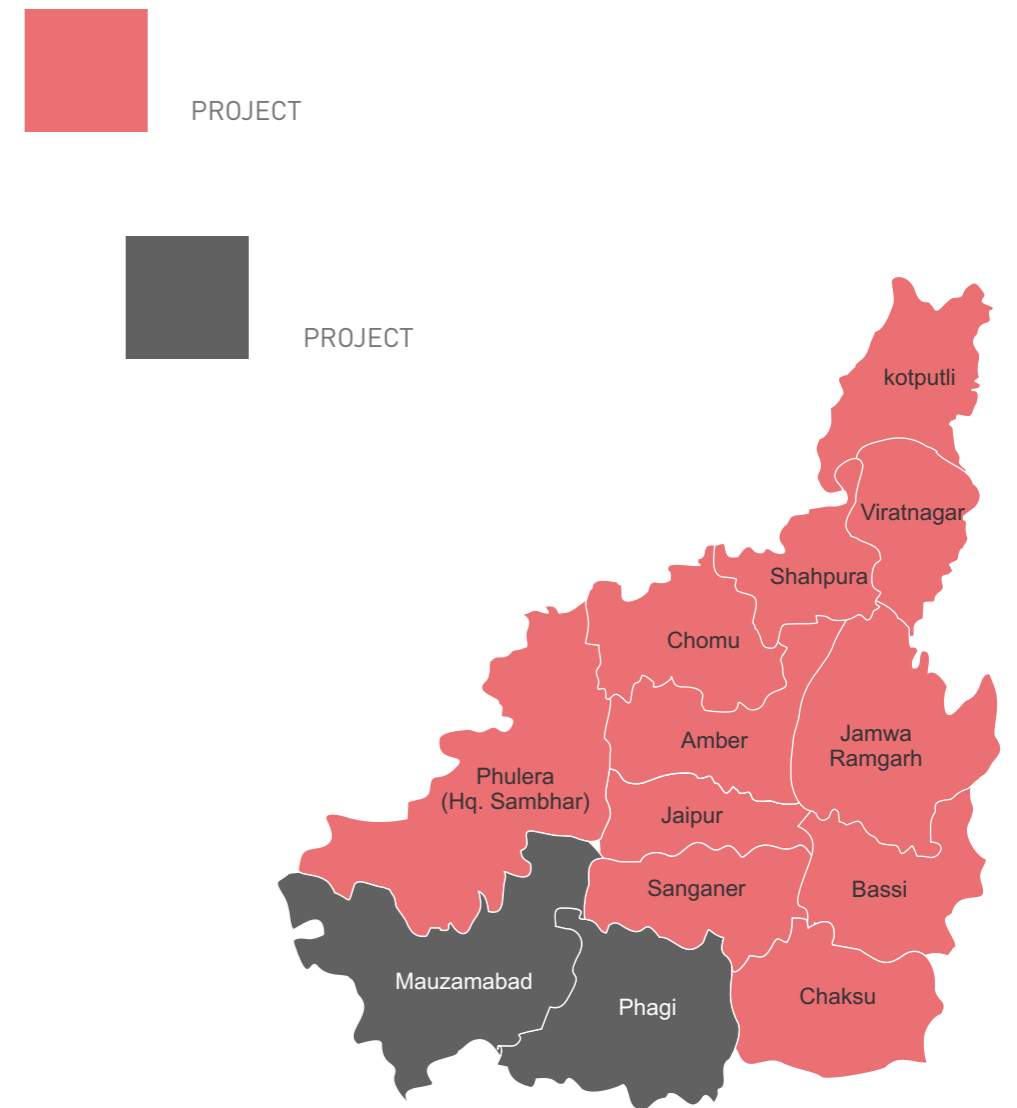 PROJECT
PROJECT
kotputli
Viratnagar
Shahpura
Chomu
Amber
Jamwa
Ramgarh
Phulera
(Hq. Sambhar)
Jaipur
Sanganer
Bassi
Mauzamabad
Phagi
Chaksu